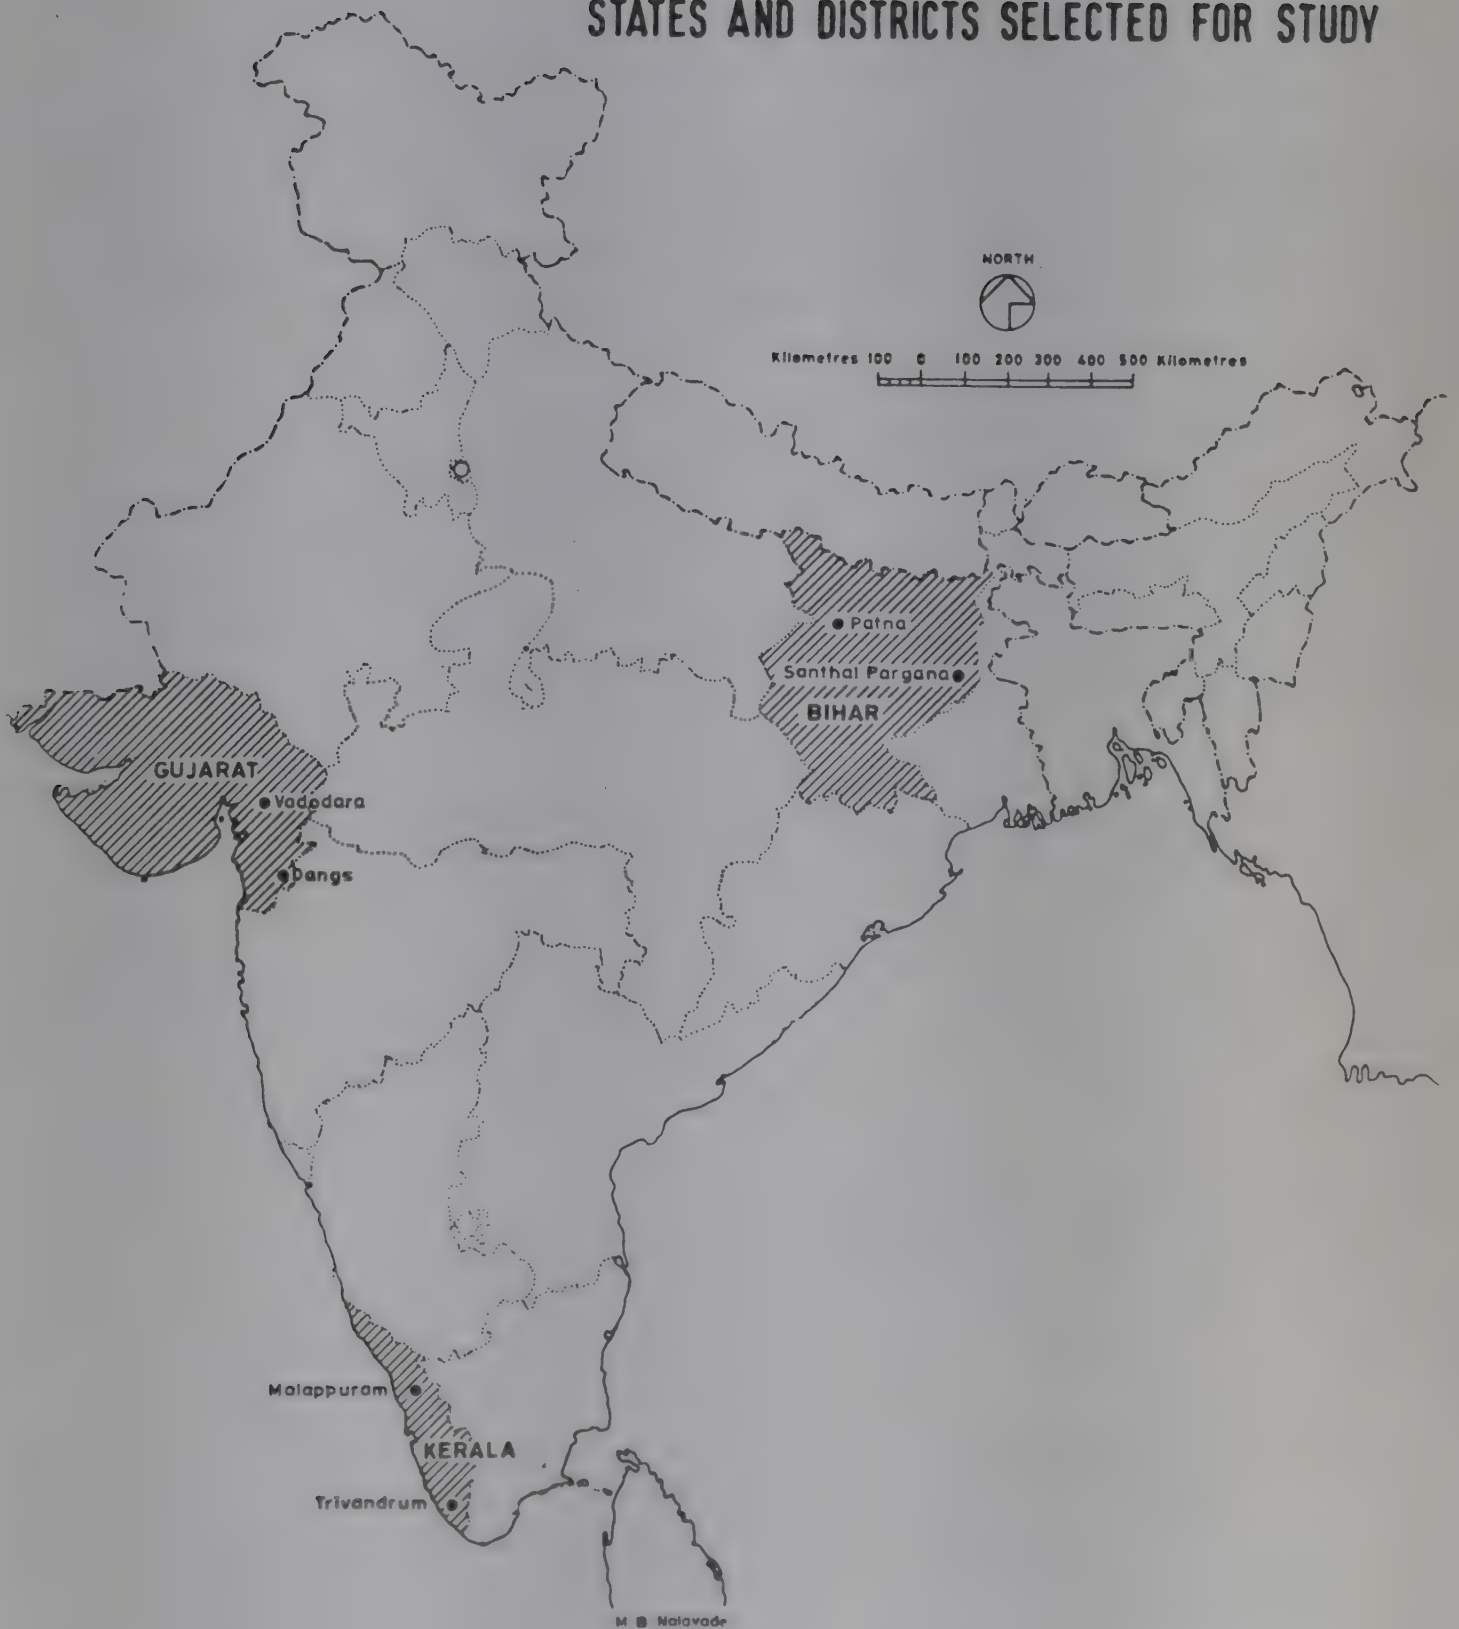 STATES AND DISTRICTS SELECTED FOR STUDY
NORTH
Kilometres 100 0 100 200 300 400 500 Kilometres
Patna
Santhal Pargana
BIHAR
GUJARAT
Vadodara
Dangs
Malappuram
KERALA
Trivandrum
M B Nalavade